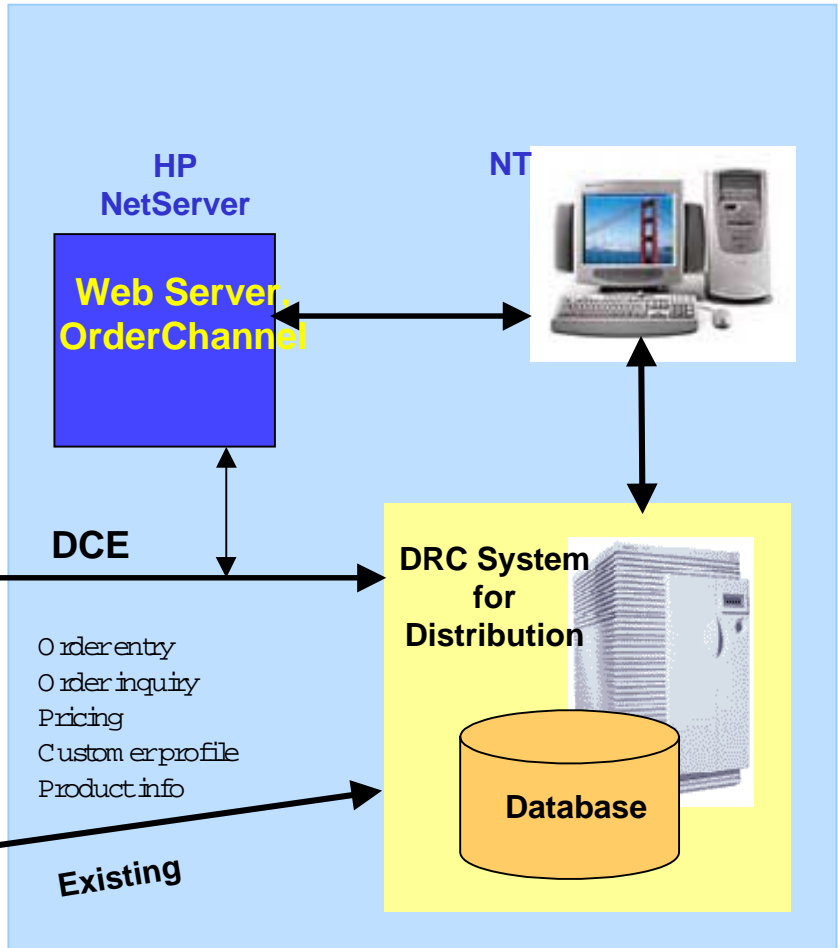 HP
NetServer
NT
Web Server,
OrderChannel
DCE
DRC System
for
Distribution
Order entry
Order inquiry
Pricing
Customer profile
Product info
Database
Existing